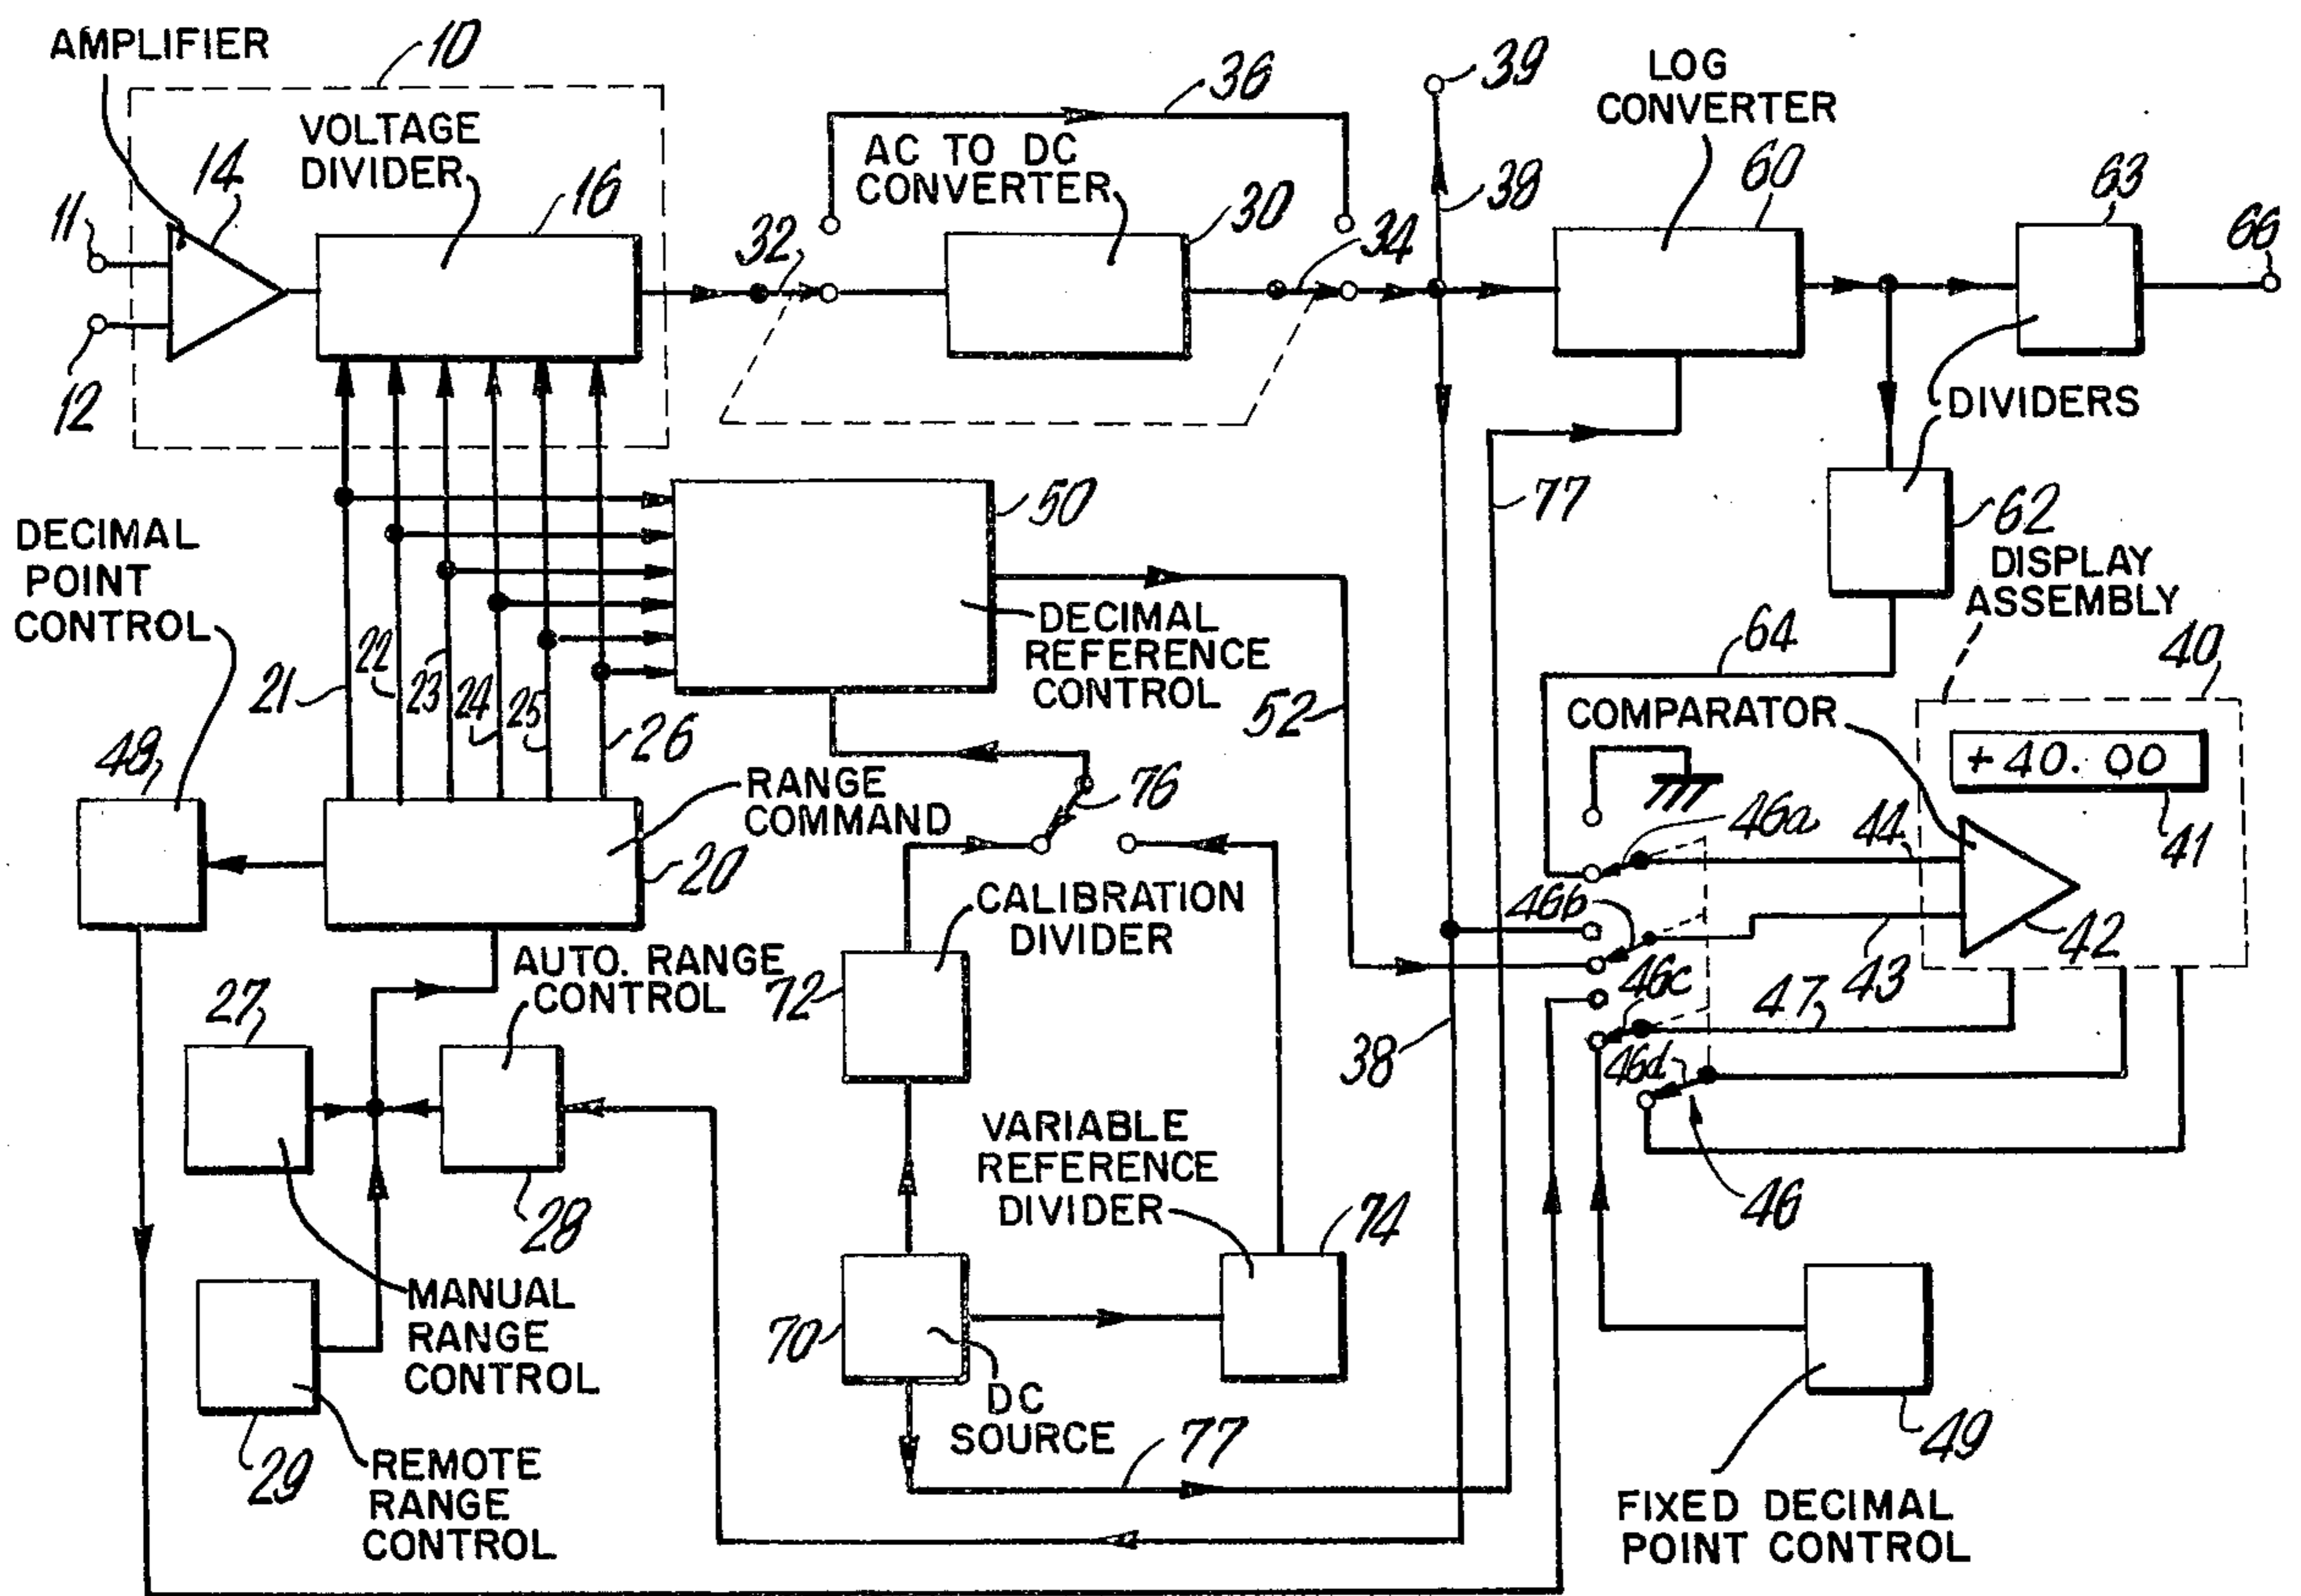 AMPLIFIER
10
VOLTAGE
DIVIDER
14
16
11
12
36
AC TO DC
CONVERTER
30
32
34
39
38
LOG
CONVERTER
60
63
66
DIVIDERS
77
62
DISPLAY
ASSEMBLY
64
40
COMPARATOR
+40.00
41
DECIMAL
POINT
CONTROL
50
DECIMAL
REFERENCE
CONTROL
52
21
22
23
24
25
26
48
RANGE
COMMAND
20
76
46a
44
46b
42
43
46c
47
46d
46
CALIBRATION
DIVIDER
72
AUTO. RANGE
CONTROL
27
28
38
VARIABLE
REFERENCE
DIVIDER
74
70
DC
SOURCE
77
MANUAL
RANGE
CONTROL
29
REMOTE
RANGE
CONTROL
49
FIXED DECIMAL
POINT CONTROL